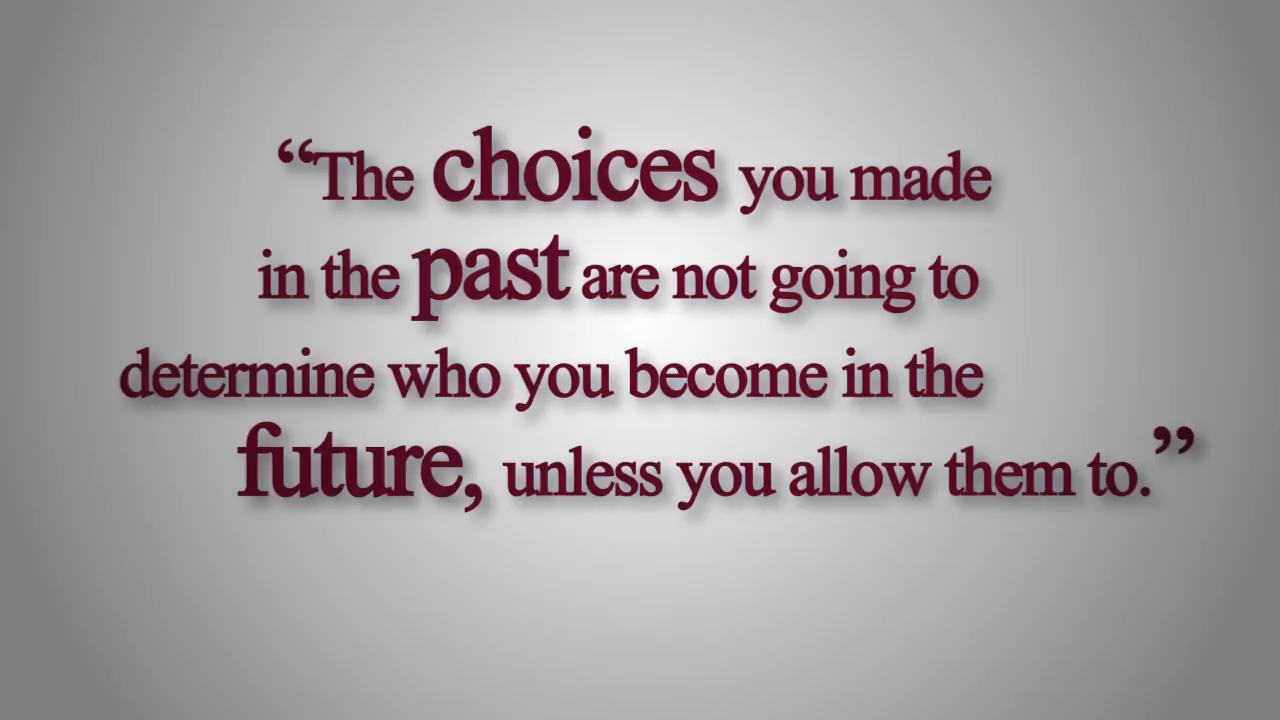 “The choices you made
in the past are not going to
determine who you become in the
future, unless you allow them to.”